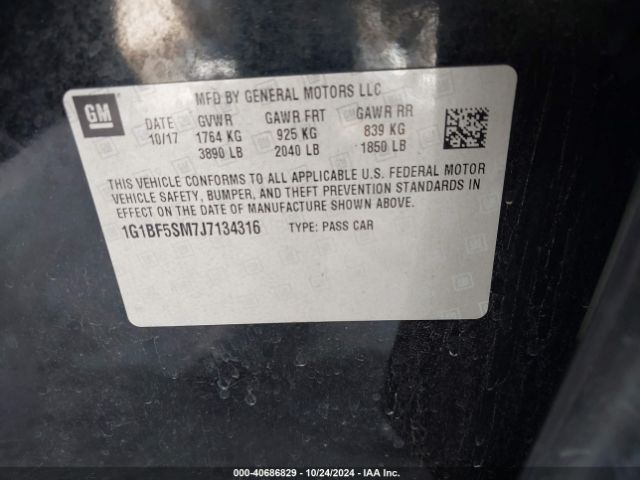 GM
MFD BY GENERAL MOTORS LLC
DATE GVWR GAWR FRT GAWR RR
10/17 1764 KG 925 KG 839 KG
3890 LB 2040 LB 1850 LB
THIS VEHICLE CONFORMS TO ALL APPLICABLE U.S. FEDERAL MOTOR
VEHICLE SAFETY, BUMPER, AND THEFT PREVENTION STANDARDS IN
EFFECT ON THE DATE OF MANUFACTURE SHOWN ABOVE.
1G1BF5SM7J7134316 TYPE: PASS CAR
000-40686829 - 10/24/2024 - IAA Inc.